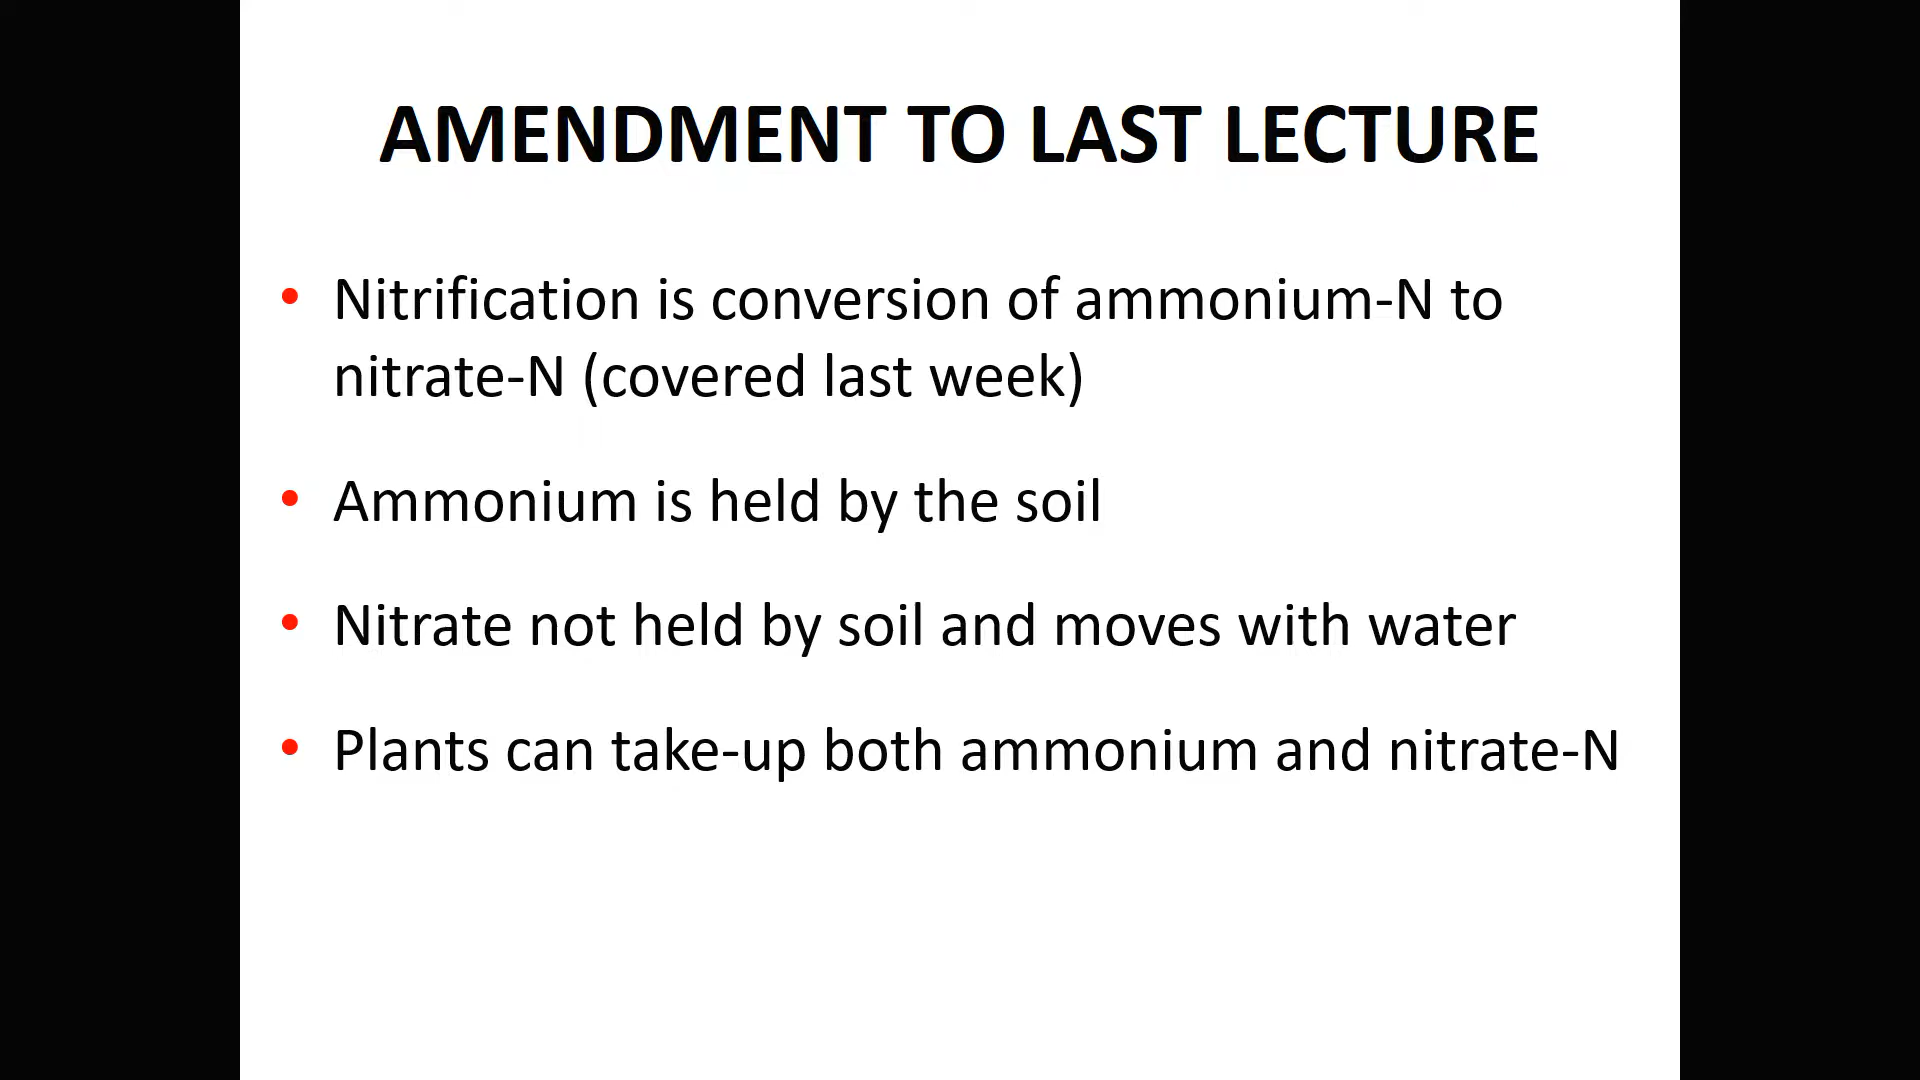 AMENDMENT TO LAST LECTURE
• Nitrification is conversion of ammonium-N to
nitrate-N (covered last week)
• Ammonium is held by the soil
• Nitrate not held by soil and moves with water
• Plants can take-up both ammonium and nitrate-N